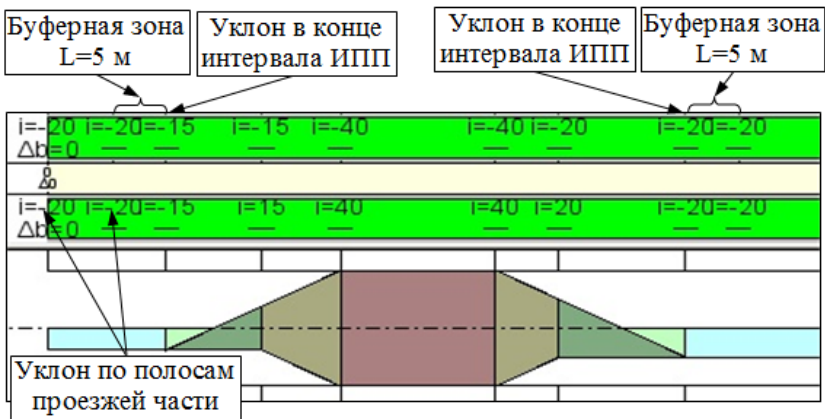 Буферная зона
L=5 м
Уклон в конце
интервала ИПП
Уклон в конце
интервала ИПП
Буферная зона
L=5 м
i=-20 i=-20 i=-15 i=-15 i=-40 i=-40 i=-20 i=-20 i=-20
Δb=0
i=-20 i=-20 i=-15 i=15 i=40 i=40 i=20 i=-20 i=-20
Δb=0
Уклон по полосам
проезжей части